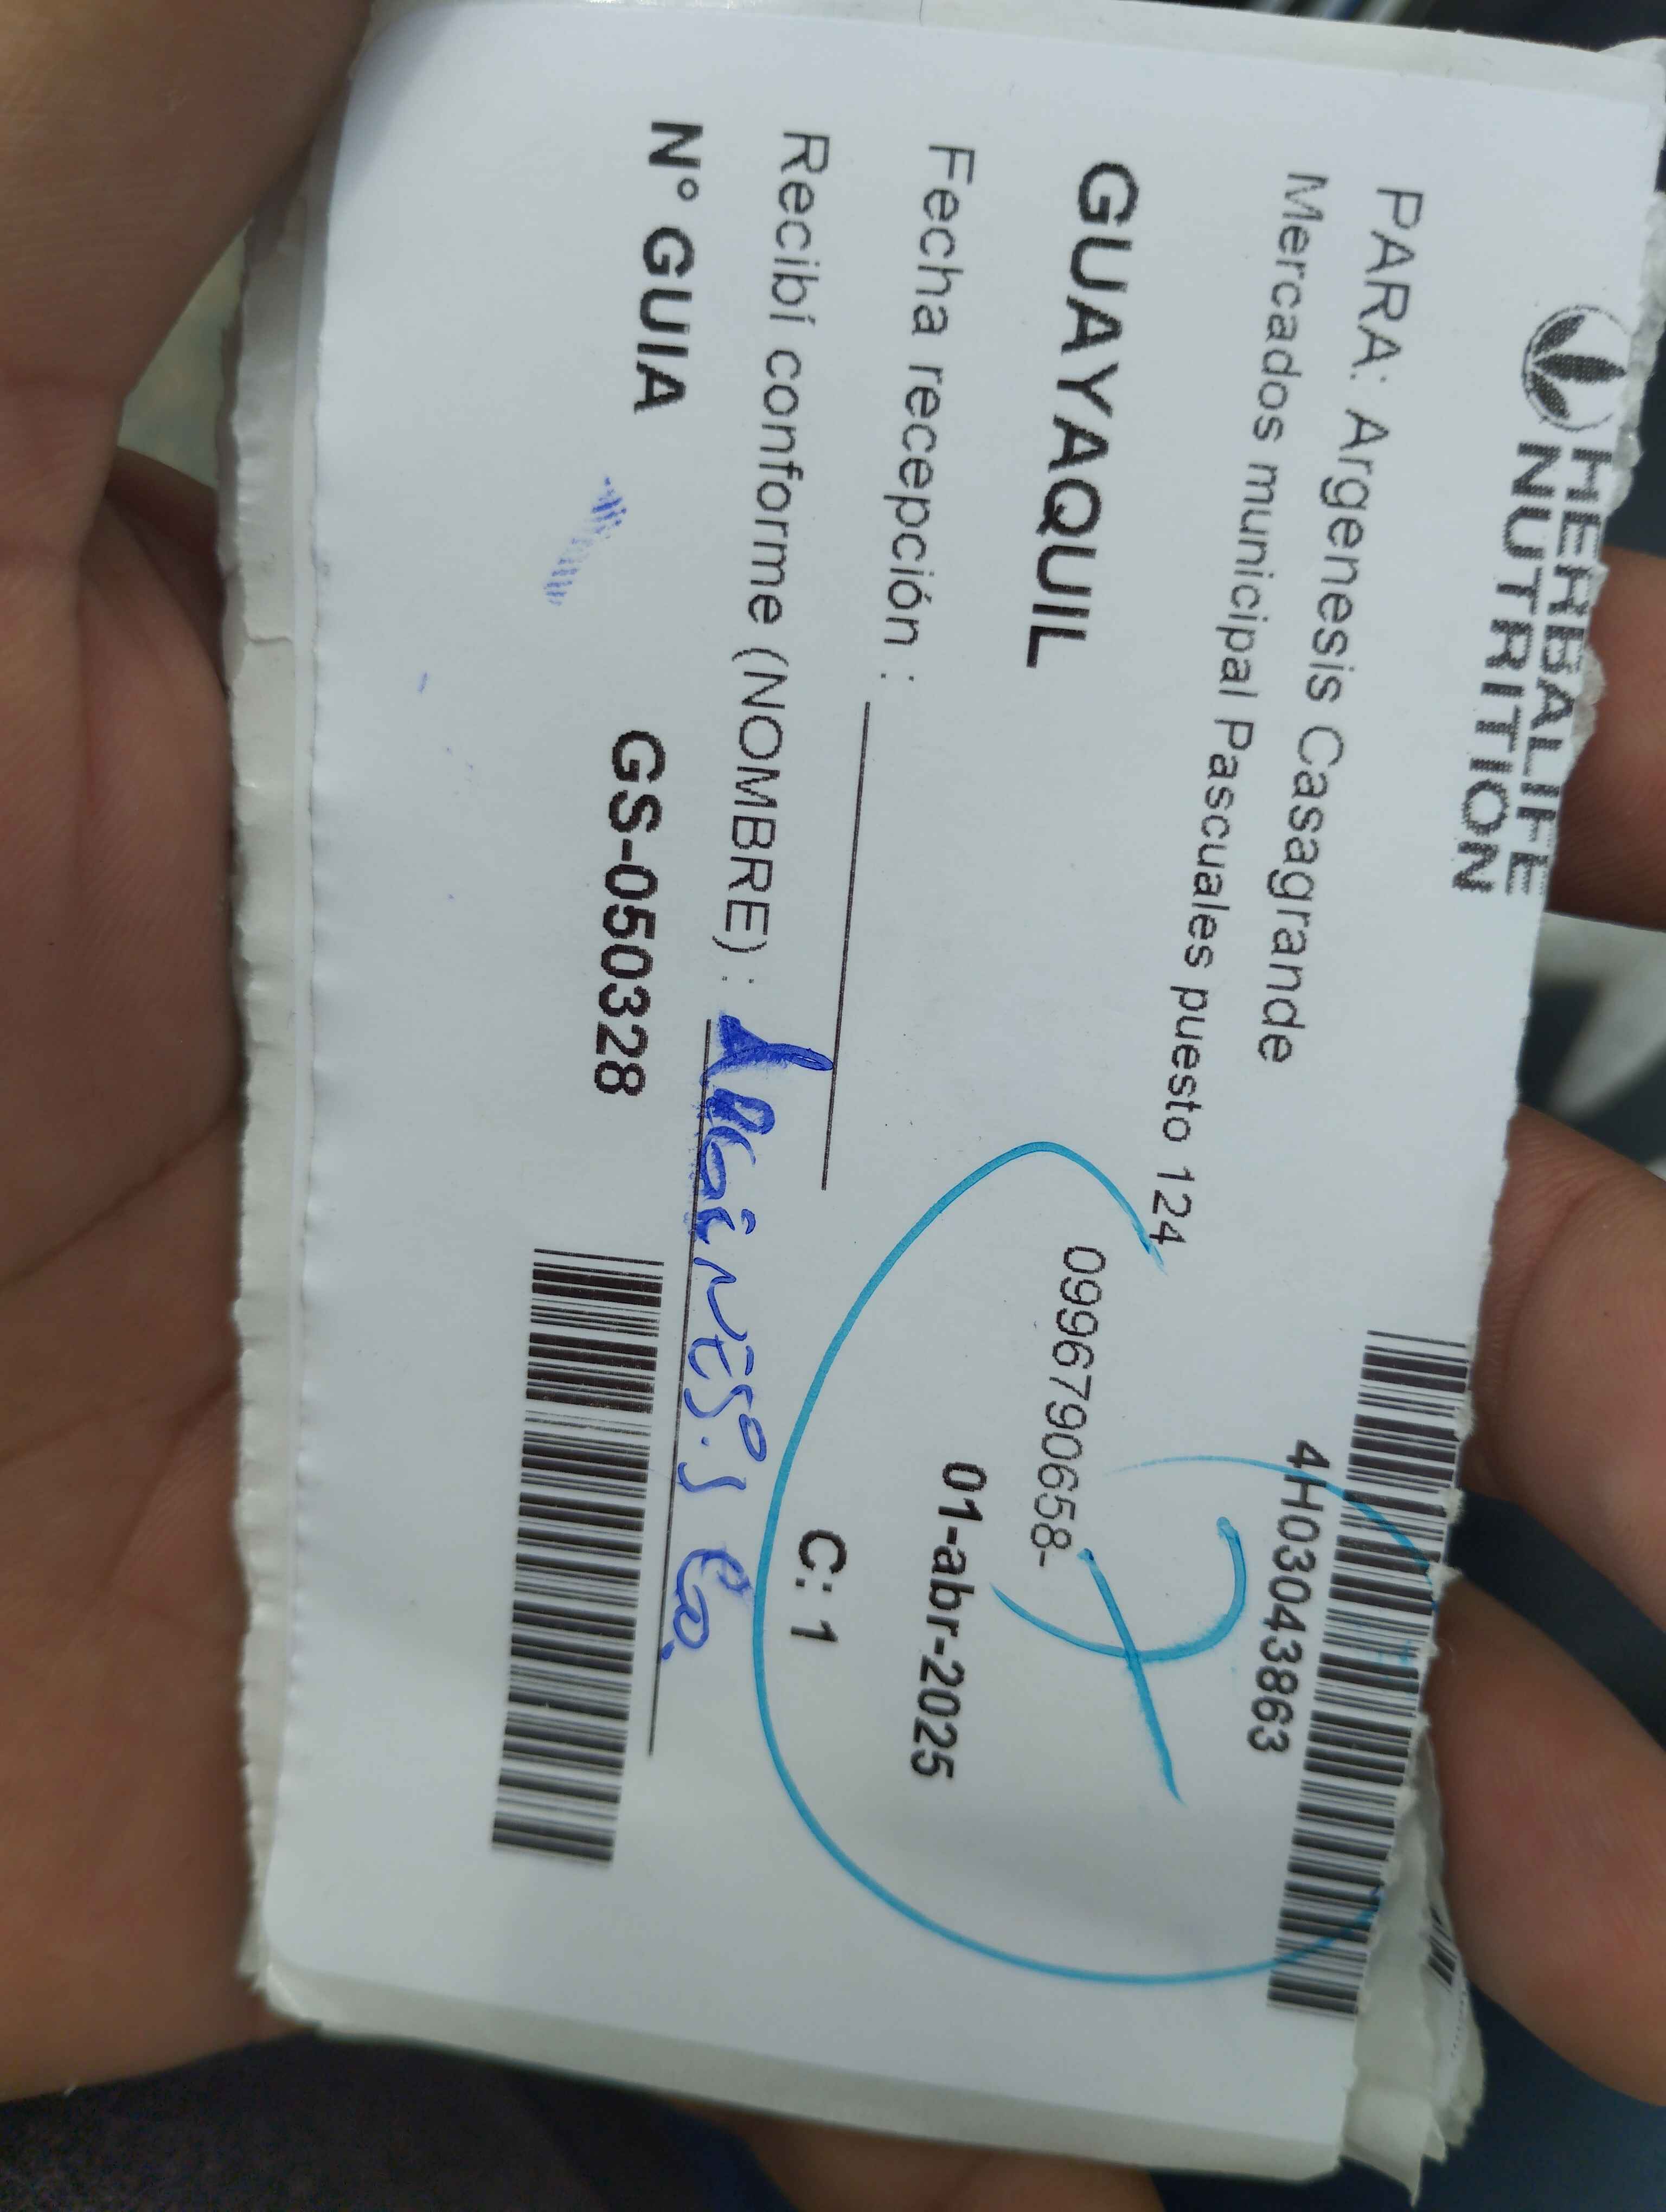 HERBALIFE
NUTRITION
4H03043863
PARA: Argenesis Casagrande
Mercados municipal Pascuales puesto 124
0996790658-
GUAYAQUIL
01-abr-2025
Fecha recepción :
C: 1
Recibí conforme (NOMBRE) :
N° GUIA GS-050328